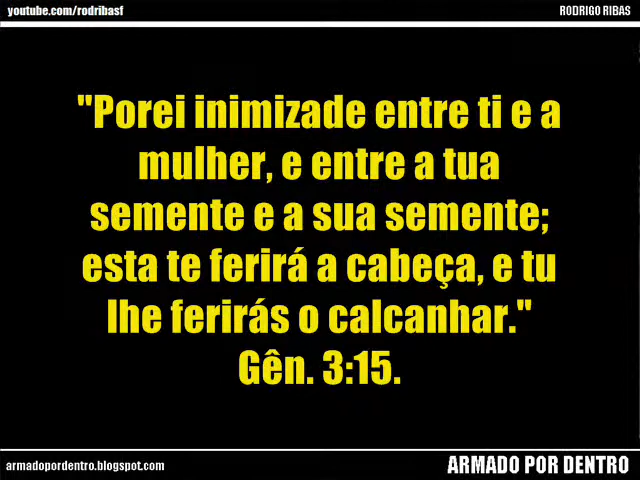 youtube.com/rodribasf
RODRIGO RIBAS
"Porei inimizade entre ti e a
mulher, e entre a tua
semente e a sua semente;
esta te ferirá a cabeça, e tu
lhe ferirás o calcanhar."
Gên. 3:15.
armadopordentro.blogspot.com
ARMADO POR DENTRO